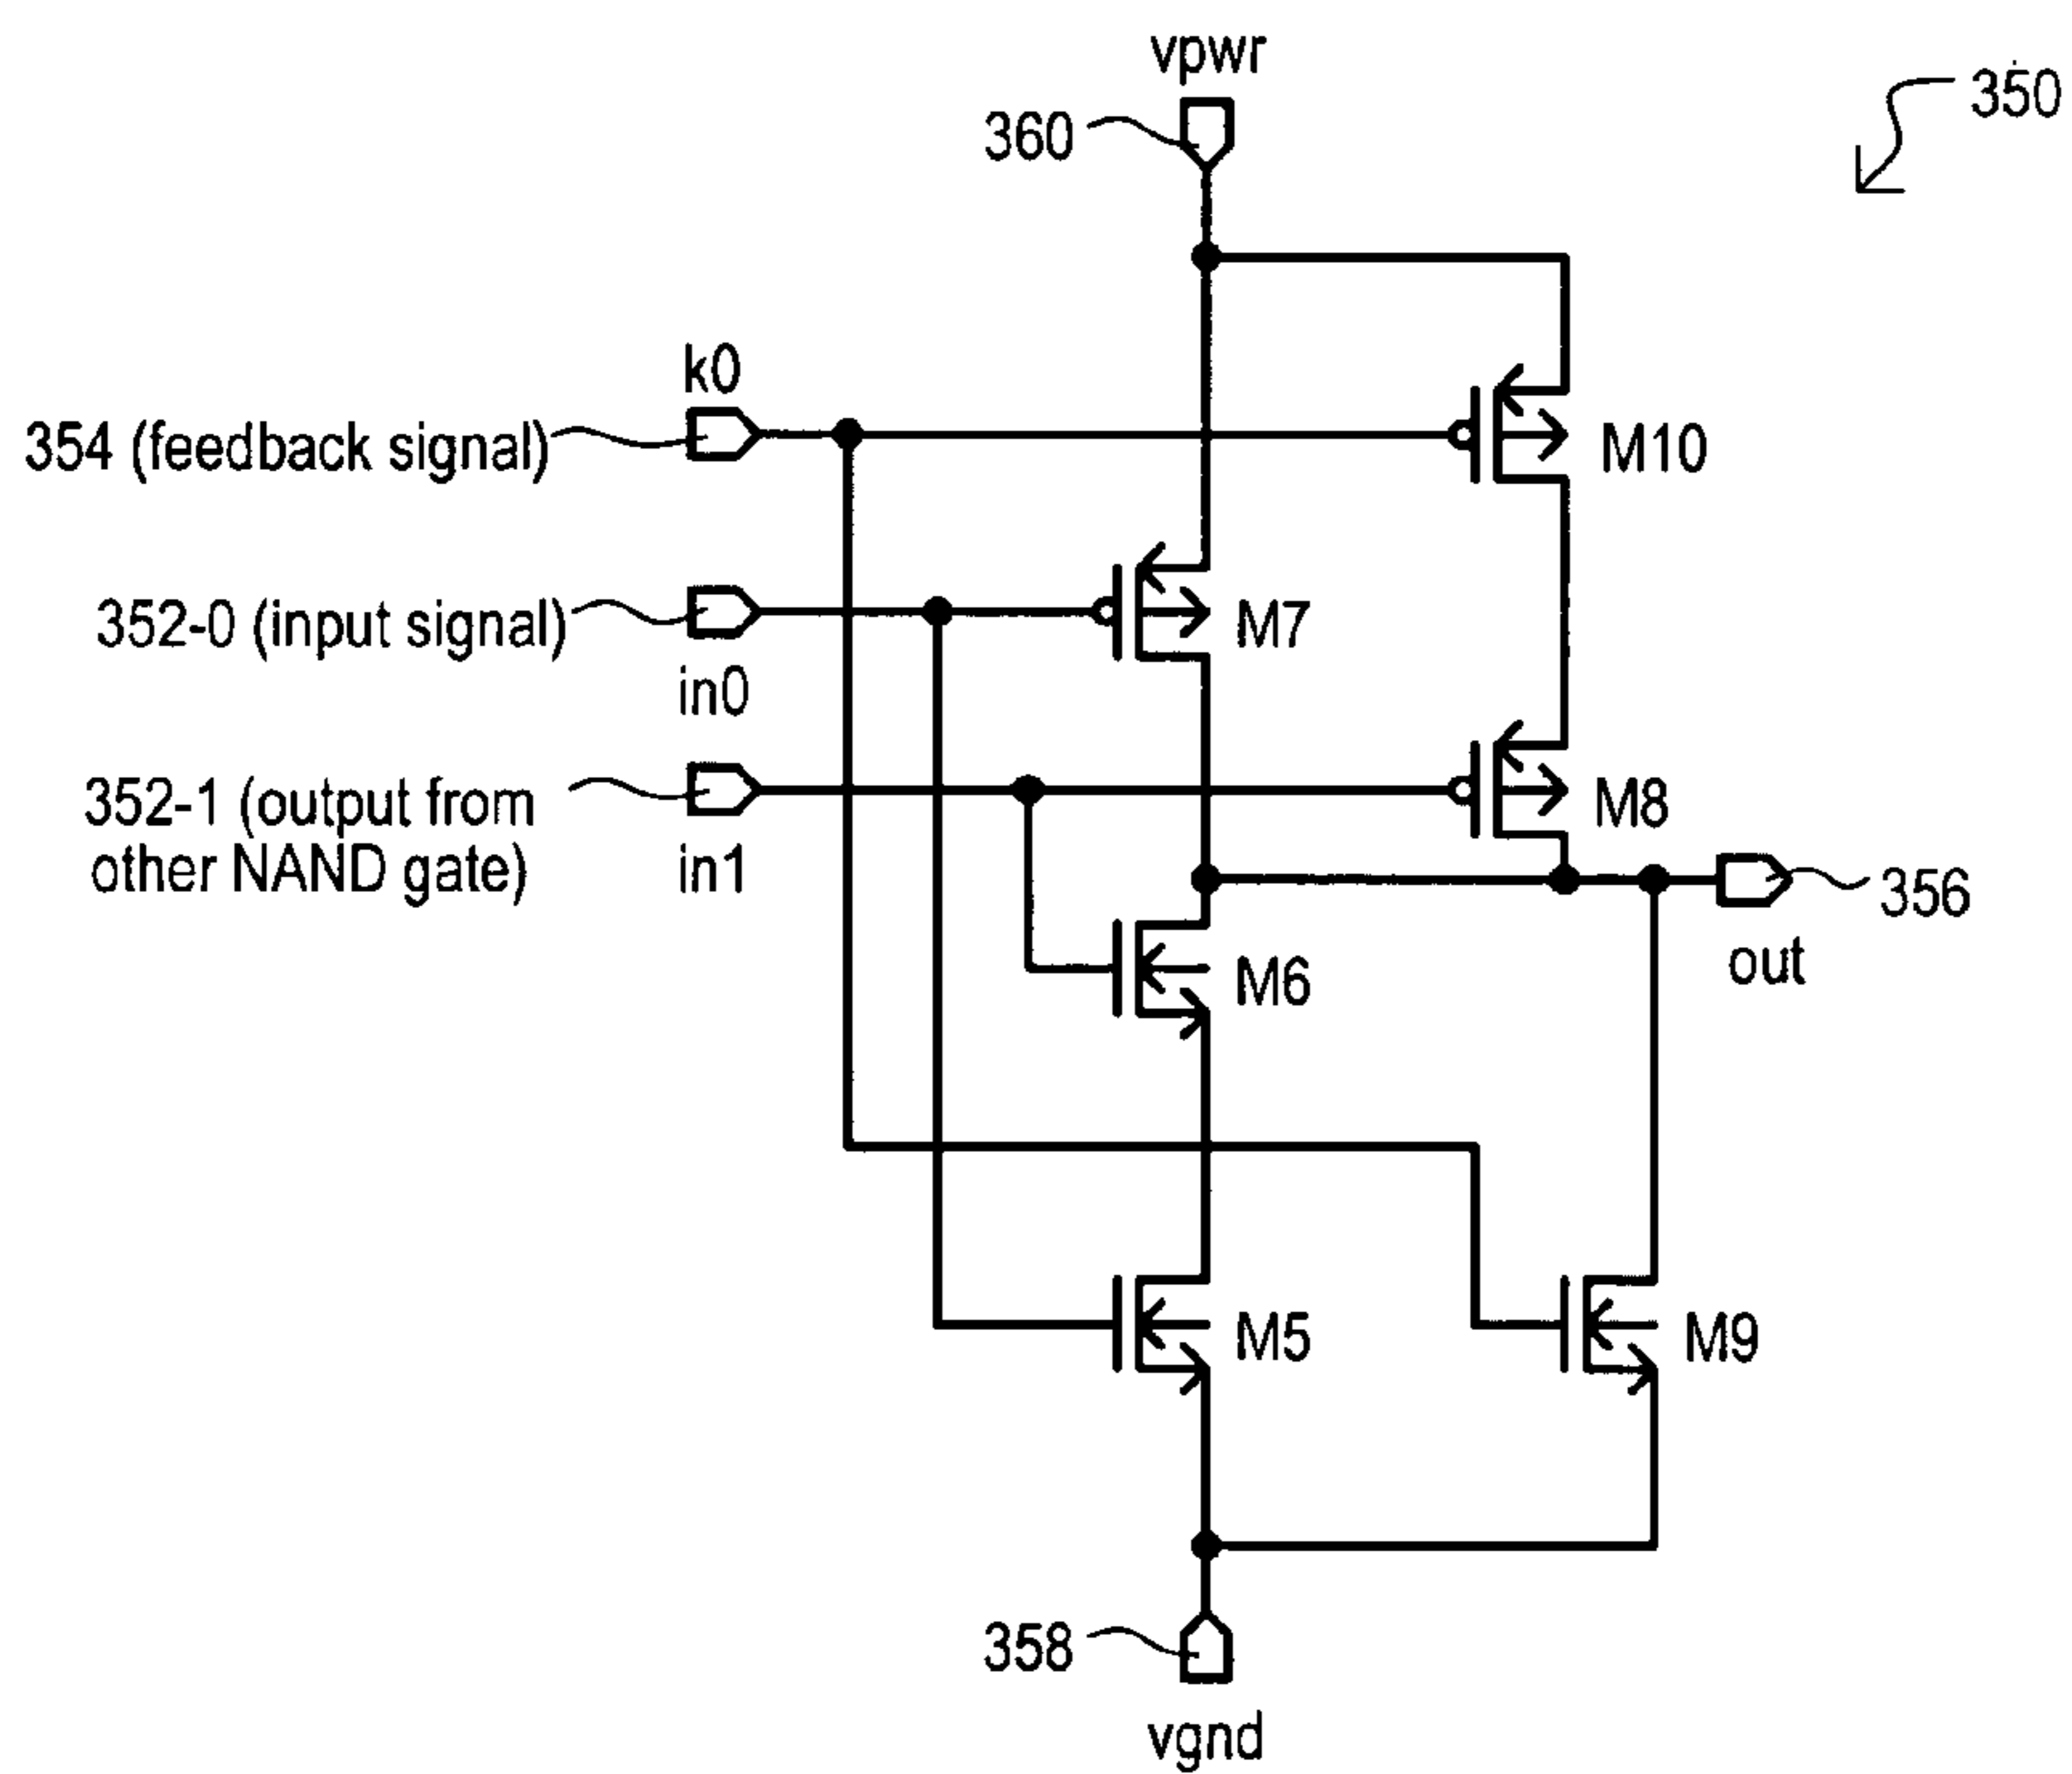 vpwr
360
350
k0
354 (feedback signal)
M10
352-0 (input signal)
M7
in0
352-1 (output from
other NAND gate)
in1
M8
356
out
M6
M5
M9
358
vgnd